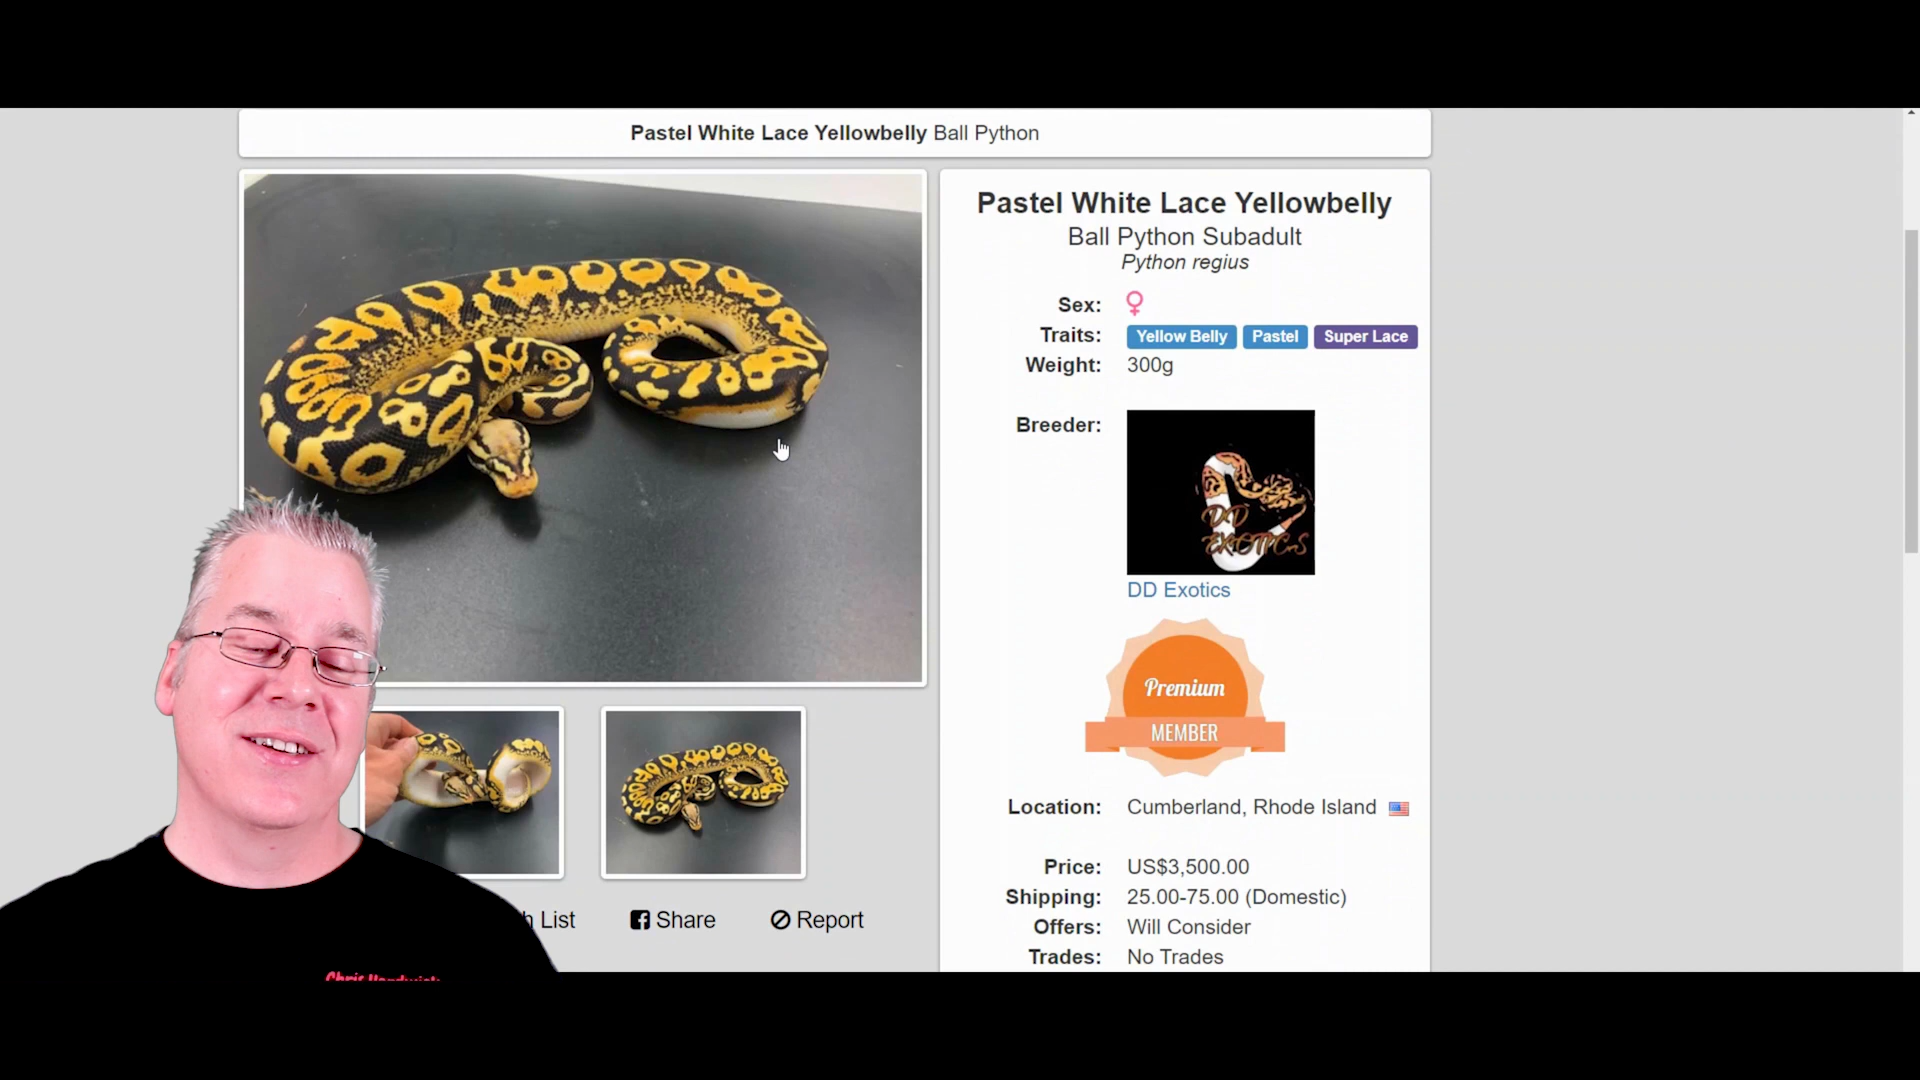 Pastel White Lace Yellowbelly Ball Python
Pastel White Lace Yellowbelly
Ball Python Subadult
Python regius
Sex:
Traits: Yellow Belly Pastel Super Lace
Weight: 300g
Breeder:
DD
EXOTICS
DD Exotics
Premium
MEMBER
Location: Cumberland, Rhode Island
Price: US$3,500.00
Shipping: 25.00-75.00 (Domestic)
Offers: Will Consider
Trades: No Trades
List Share Report